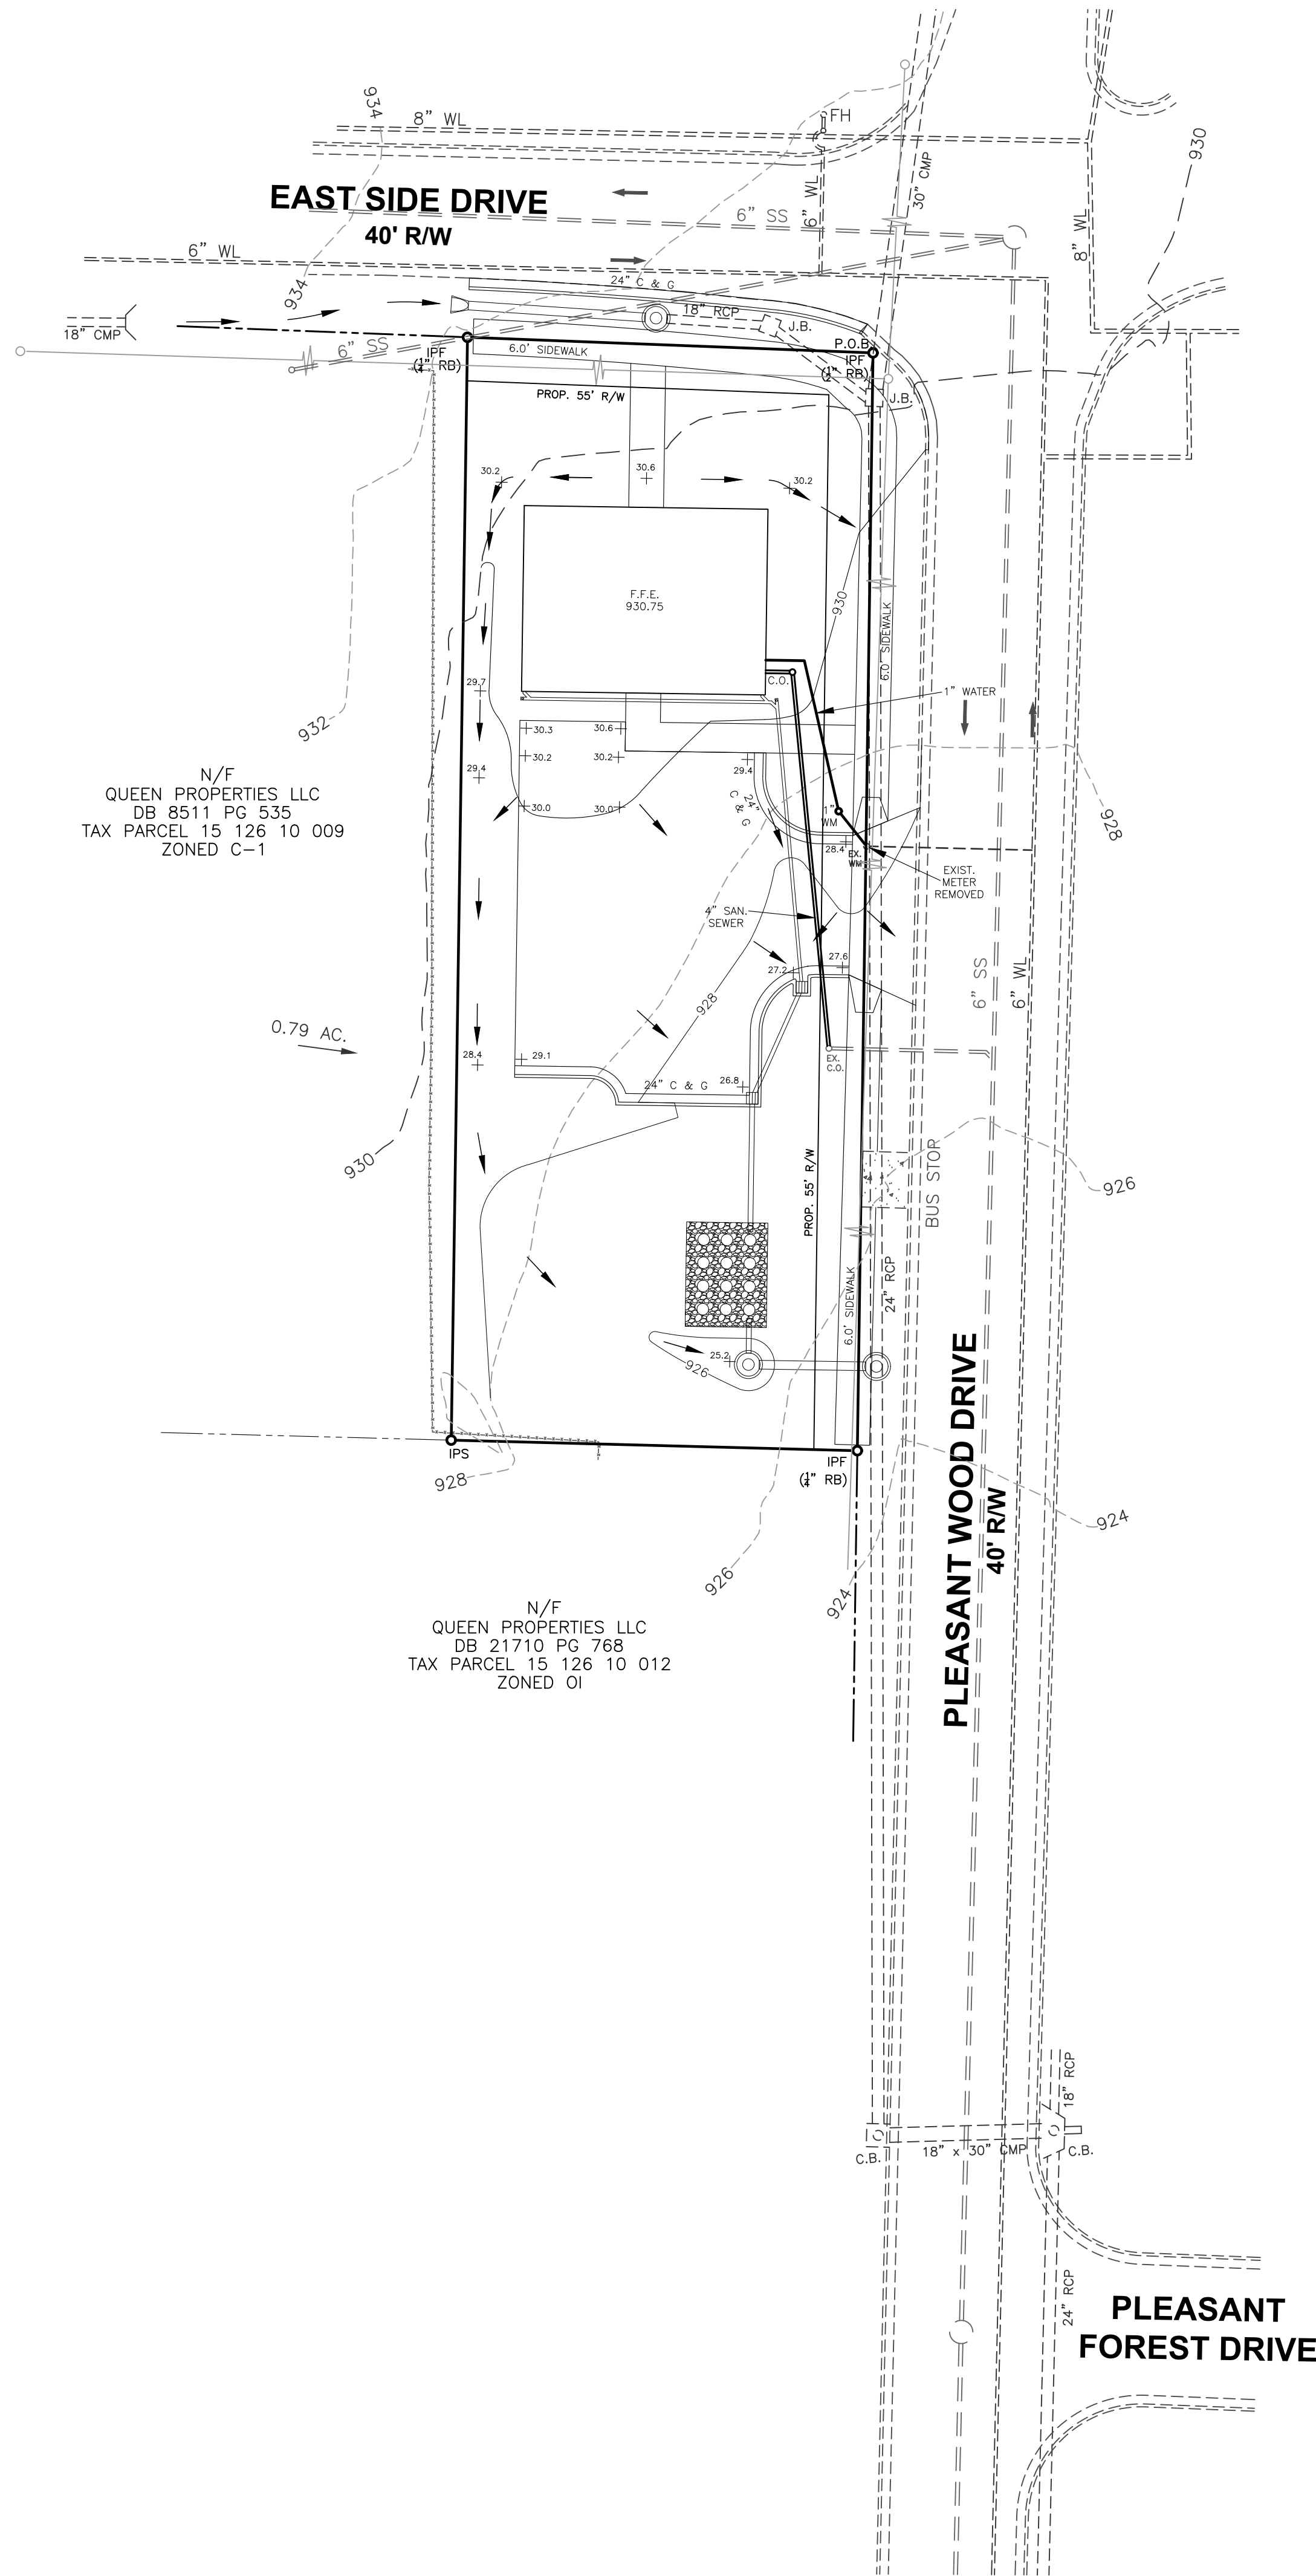 934
8" WL
FH
930
30" CMP
EAST SIDE DRIVE
40' R/W
6" SS
6" WL
8" WL
6" WL
934
24" C & G
18" RCP
J.B.
18" CMP
6" SS
IPF
(½" RB)
6.0' SIDEWALK
P.O.B
IPF
(½" RB)
J.B.
PROP. 55' R/W
30.2
30.6
30.2
F.F.E.
930.75
930
6.0' SIDEWALK
C.O.
29.7
1" WATER
932
30.3
30.6
30.2
30.2
29.4
29.4
24"
C & G
30.0
30.0
1"
WM
928
N/F
QUEEN PROPERTIES LLC
DB 8511 PG 535
TAX PARCEL 15 126 10 009
ZONED C-1
28.4
EX.
WM
EXIST.
METER
REMOVED
4" SAN.
SEWER
27.2
27.6
6" SS
6" WL
928
0.79 AC.
28.4
29.1
EX.
C.O.
24" C & G
26.8
930
PROP. 55' R/W
BUS STOP
926
24" RCP
6.0' SIDEWALK
25.2
926
PLEASANT WOOD DRIVE
40' R/W
IPS
IPF
(¼" RB)
928
924
926
924
N/F
QUEEN PROPERTIES LLC
DB 21710 PG 768
TAX PARCEL 15 126 10 012
ZONED OI
18" RCP
C.B.
18" x 30" CMP
C.B.
24" RCP
PLEASANT
FOREST DRIVE